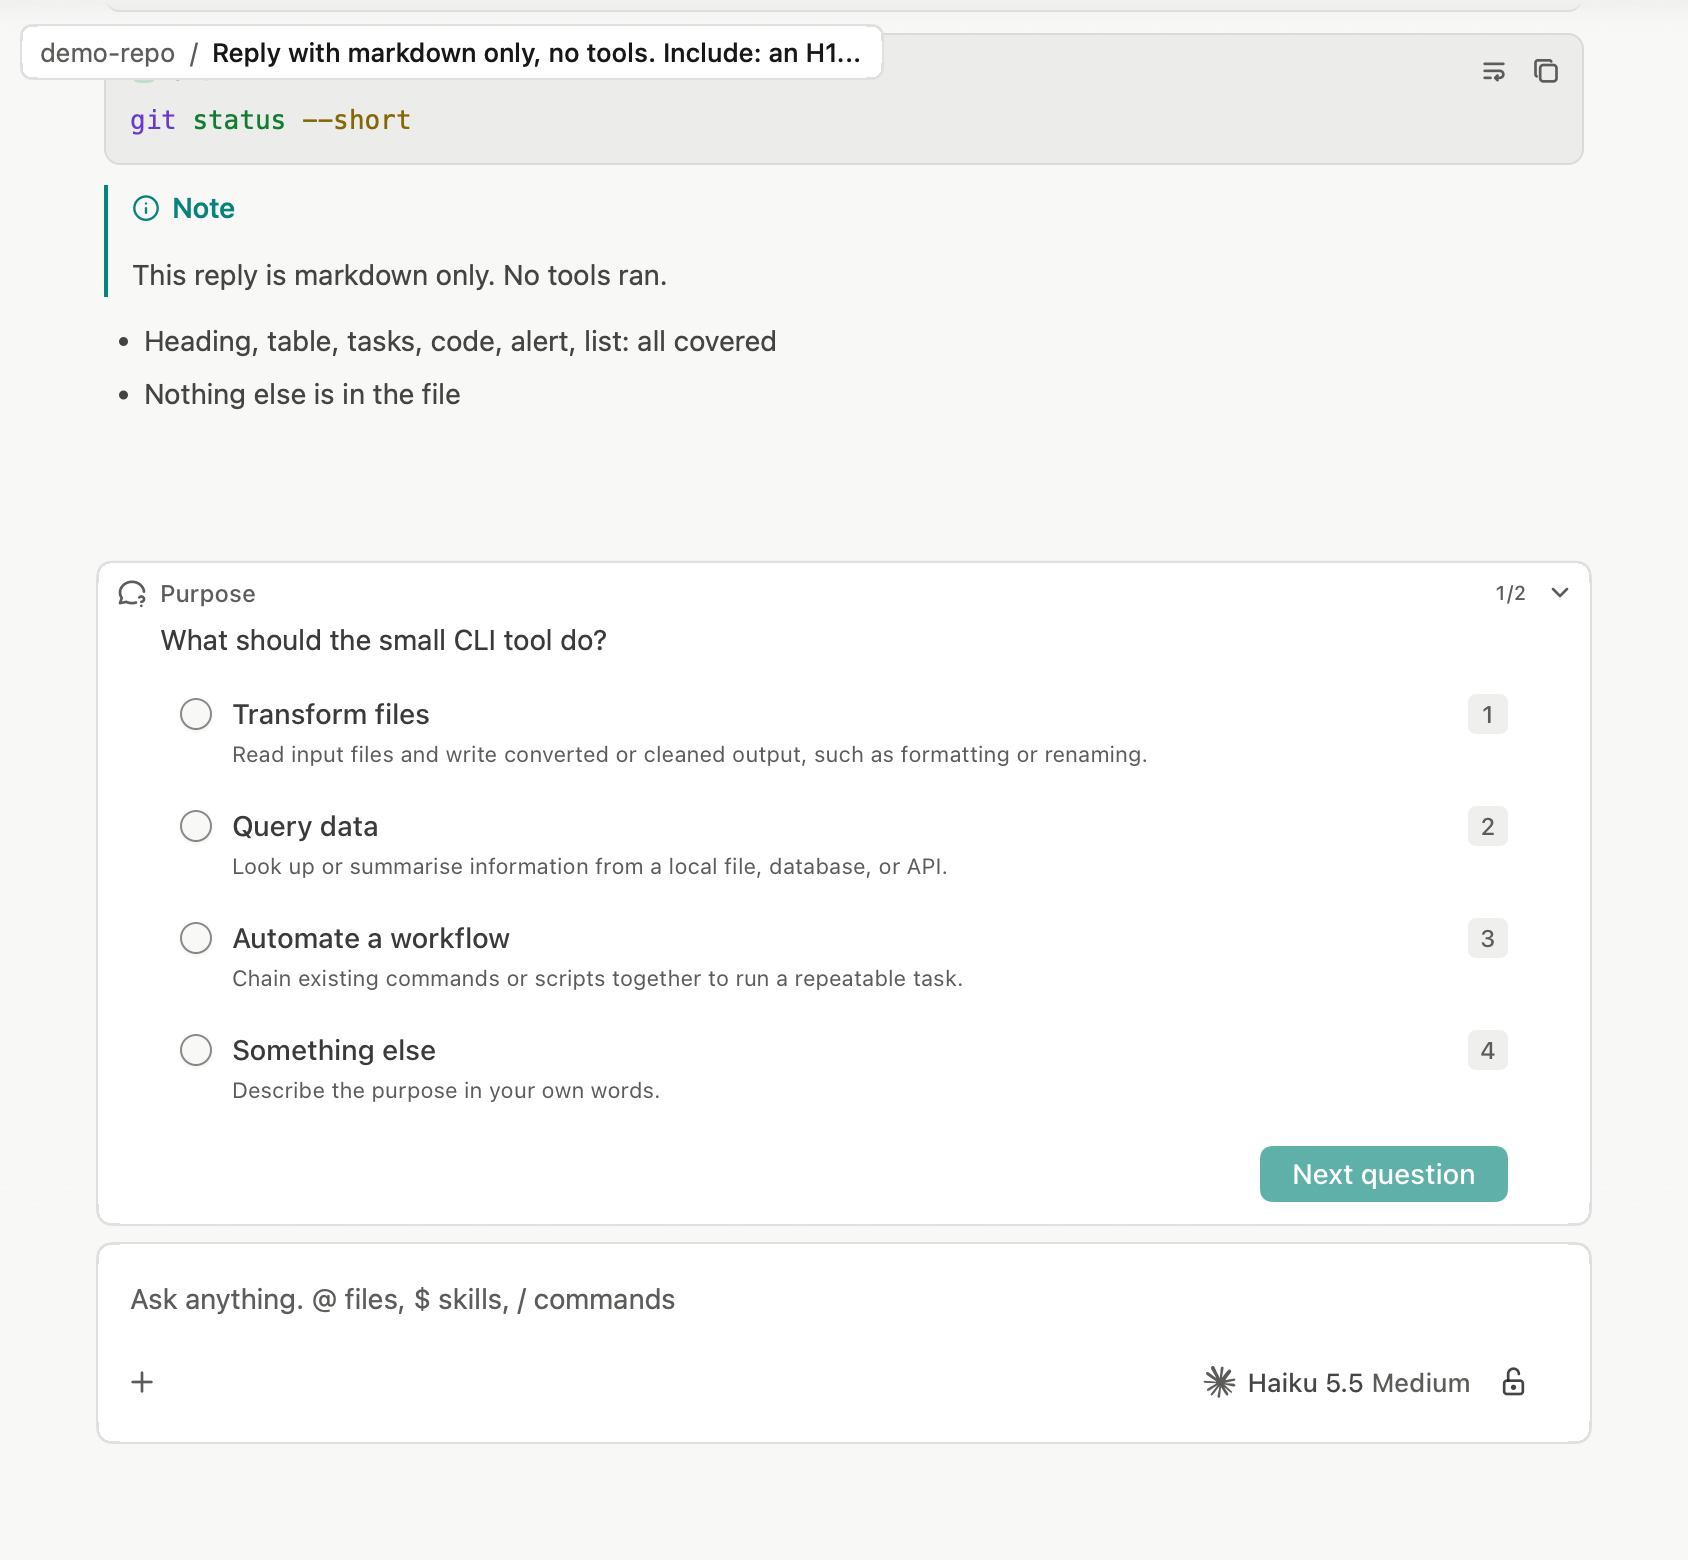 demo-repo / Reply with markdown only, no tools. Include: an H1...
git status --short
Note
This reply is markdown only. No tools ran.
• Heading, table, tasks, code, alert, list: all covered
• Nothing else is in the file
Purpose 1/2
What should the small CLI tool do?
Transform files 1
Read input files and write converted or cleaned output, such as formatting or renaming.
Query data 2
Look up or summarise information from a local file, database, or API.
Automate a workflow 3
Chain existing commands or scripts together to run a repeatable task.
Something else 4
Describe the purpose in your own words.
Next question
Ask anything. @ files, $ skills, / commands
Haiku 5.5 Medium